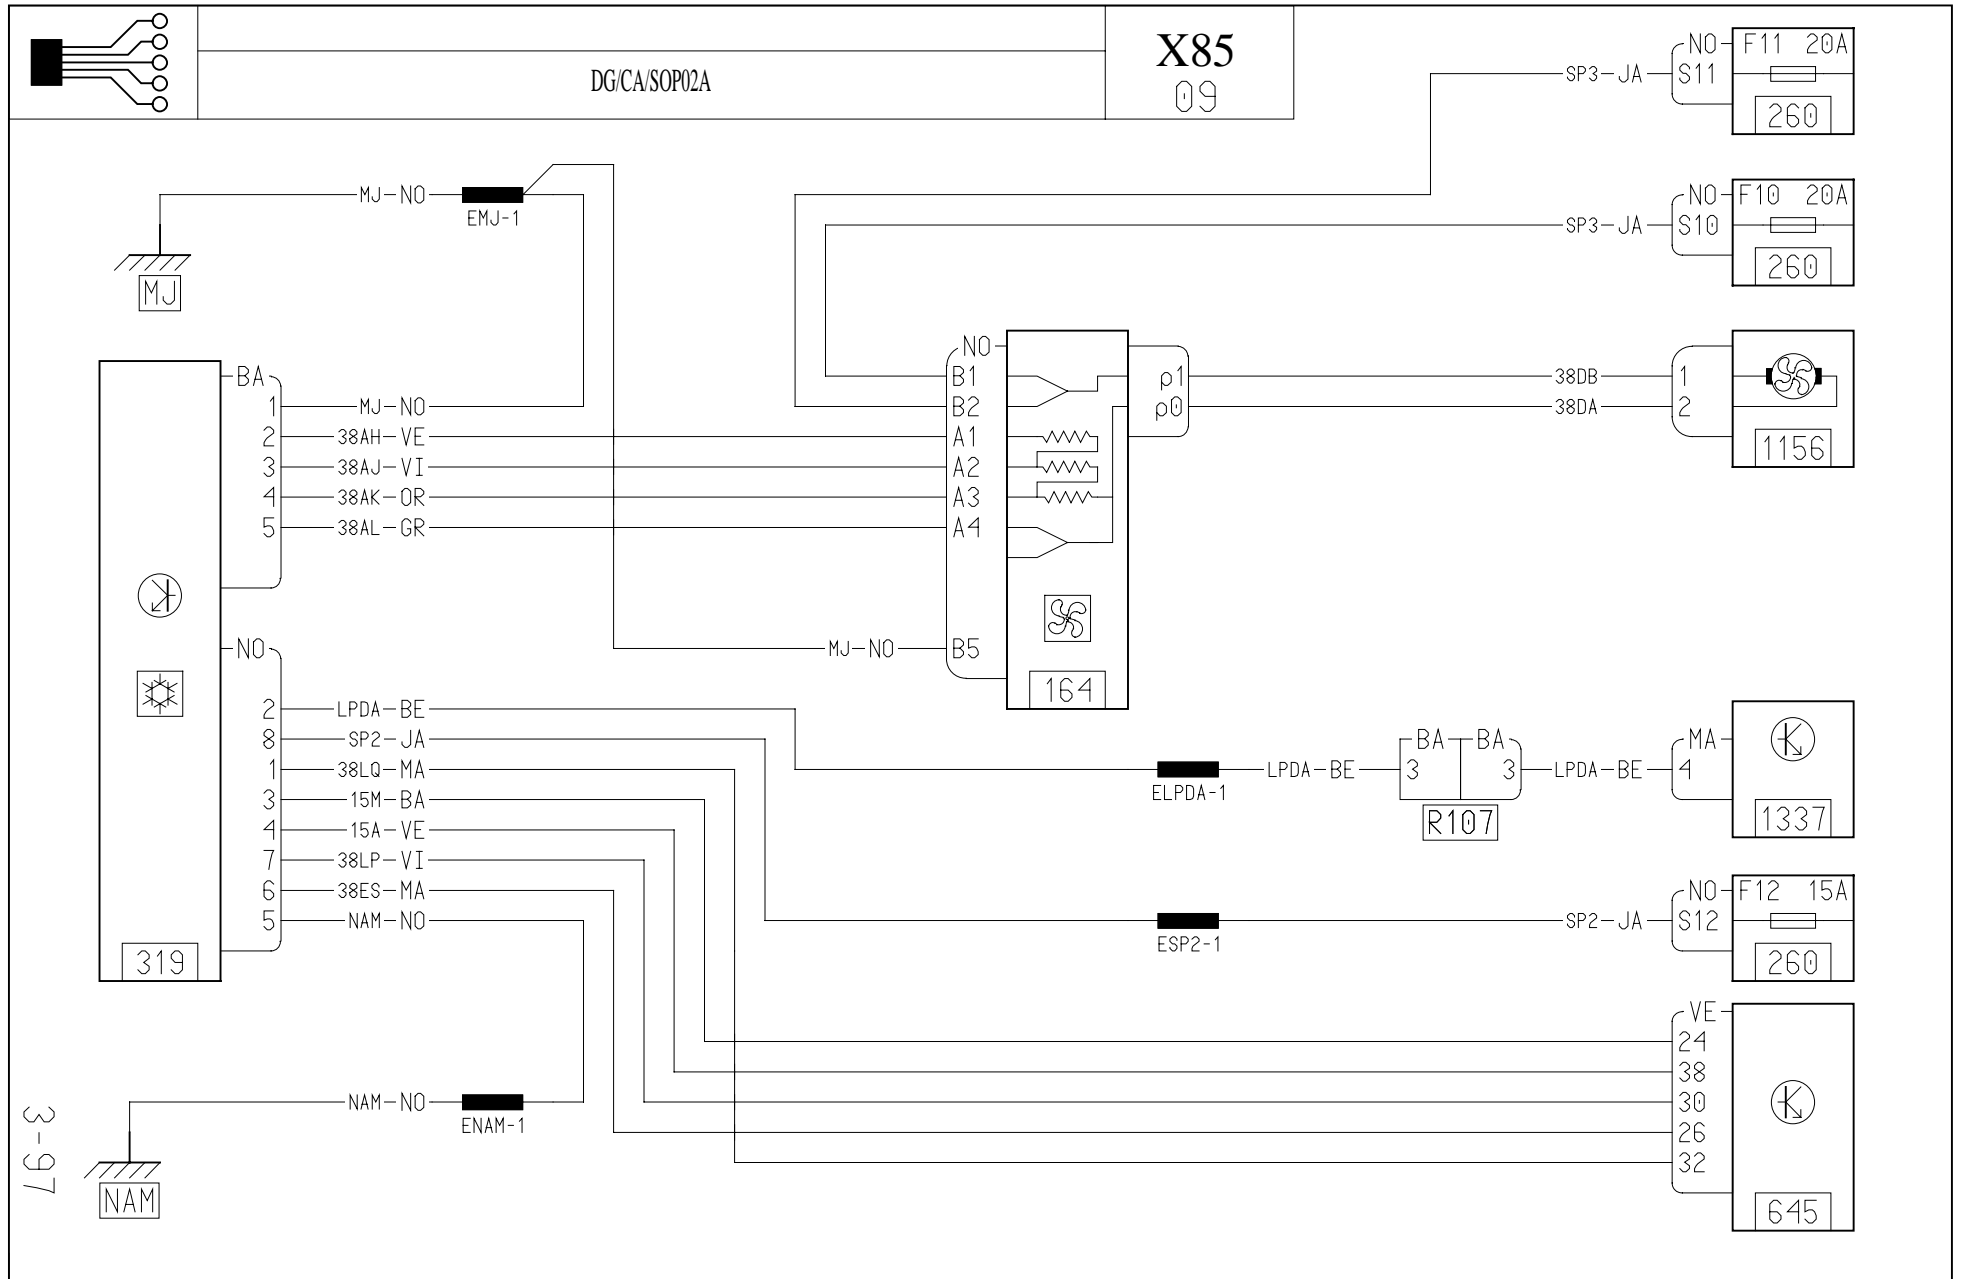 DG/CA/SOP02A
X85
09
NO F11 20A
SP3-JA S11
260
MJ-NO
EMJ-1
MJ
NO F10 20A
SP3-JA S10
260
BA
1 MJ-NO
2 38AH-VE
3 38AJ-VI
4 38AK-OR
5 38AL-GR
NO
B1
B2
A1
A2
A3
A4
MJ-NO B5
164
p1 38DB 1
p0 38DA 2
1156
NO
2 LPDA-BE
8 SP2-JA
1 38LQ-MA
3 15M-BA
4 15A-VE
7 38LP-VI
6 38ES-MA
5 NAM-NO
319
ELPDA-1
LPDA-BE
BA BA
3 3
R107
LPDA-BE
MA
4
1337
ESP2-1
NO F12 15A
SP2-JA S12
260
VE
24
38
30
26
32
645
NAM-NO
ENAM-1
NAM
3-97